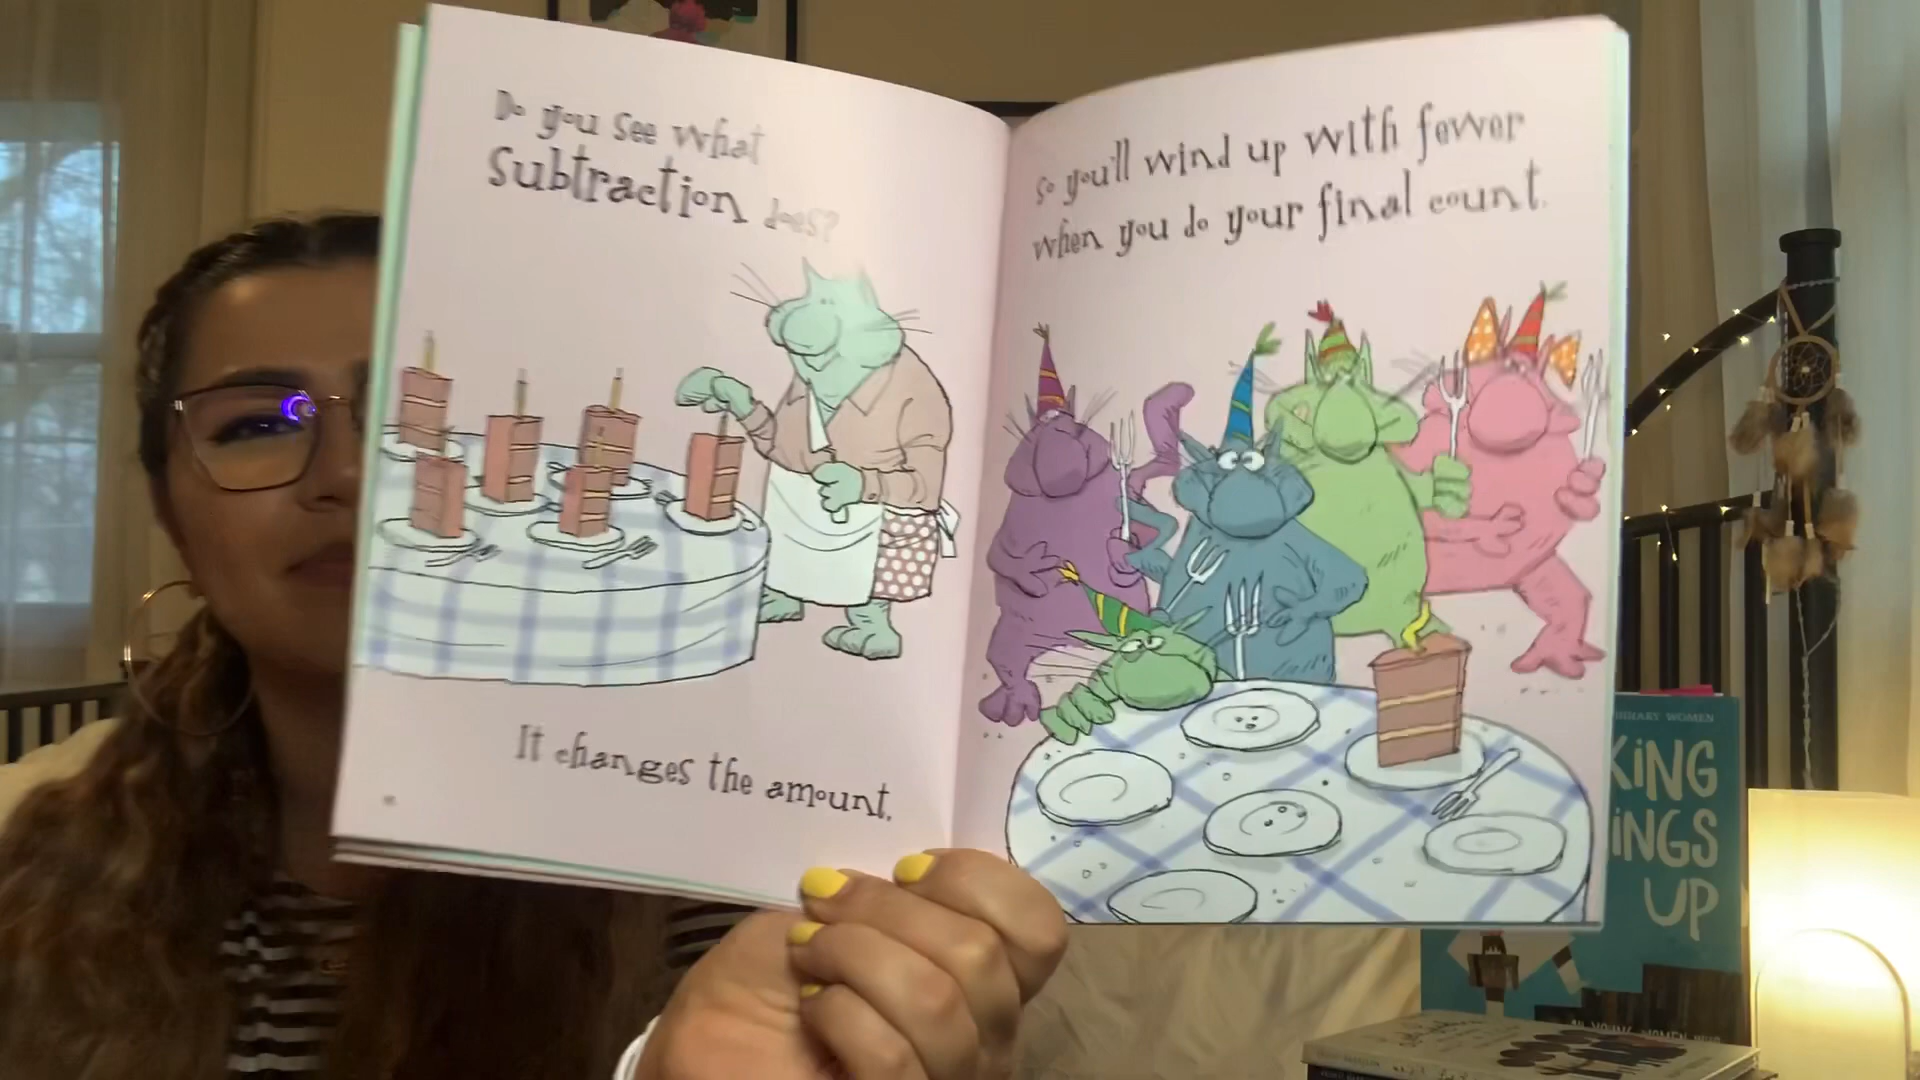 Do you see what
subtraction does?
It changes the amount.
So you'll wind up with fewer
when you do your final count.
KING
INGS
UP